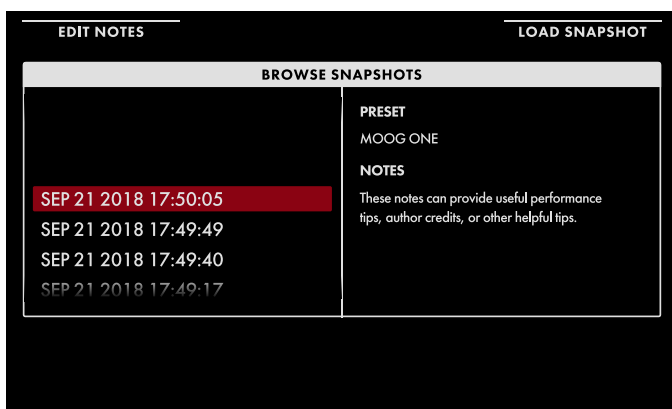 EDIT NOTES
LOAD SNAPSHOT
BROWSE SNAPSHOTS
SEP 21 2018 17:50:05
SEP 21 2018 17:49:49
SEP 21 2018 17:49:40
SEP 21 2018 17:49:17
PRESET
MOOG ONE
NOTES
These notes can provide useful performance
tips, author credits, or other helpful tips.